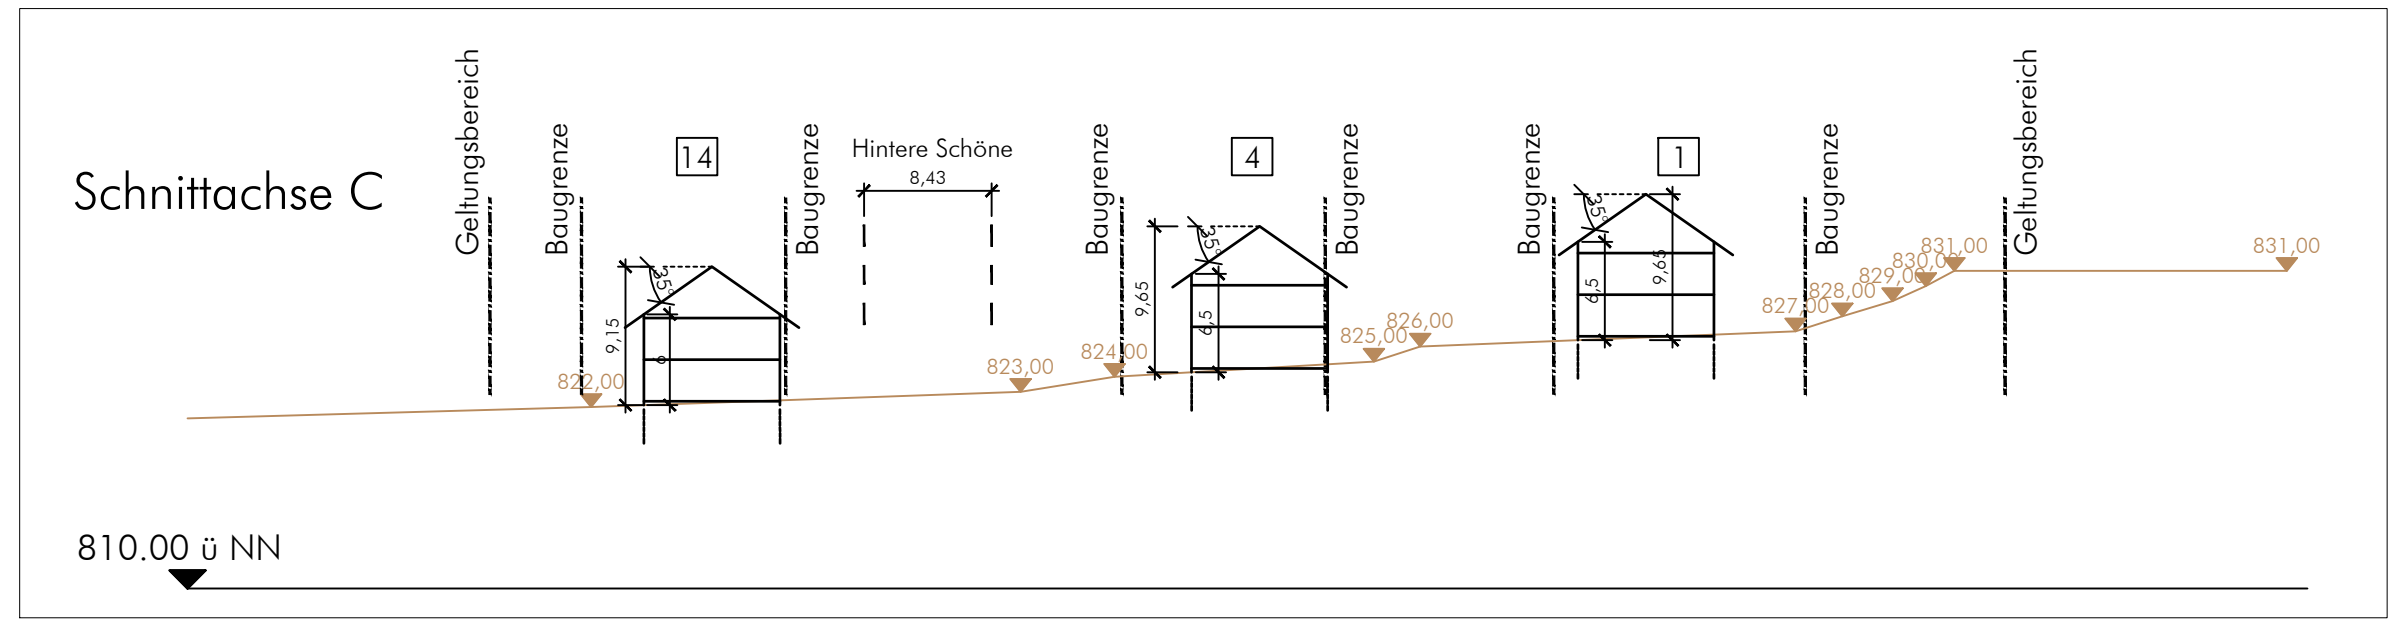 Schnittachse C
Geltungsbereich
Baugrenze
14
Baugrenze
Hintere Schöne
8,43
Baugrenze
4
Baugrenze
Baugrenze
1
Baugrenze
Geltungsbereich
35°
9,15
6
822,00
823,00
824,00
35°
9,65
6,5
825,00
826,00
35°
9,65
6,5
827,00
828,00
829,00
830,00
831,00
831,00
810.00 ü NN